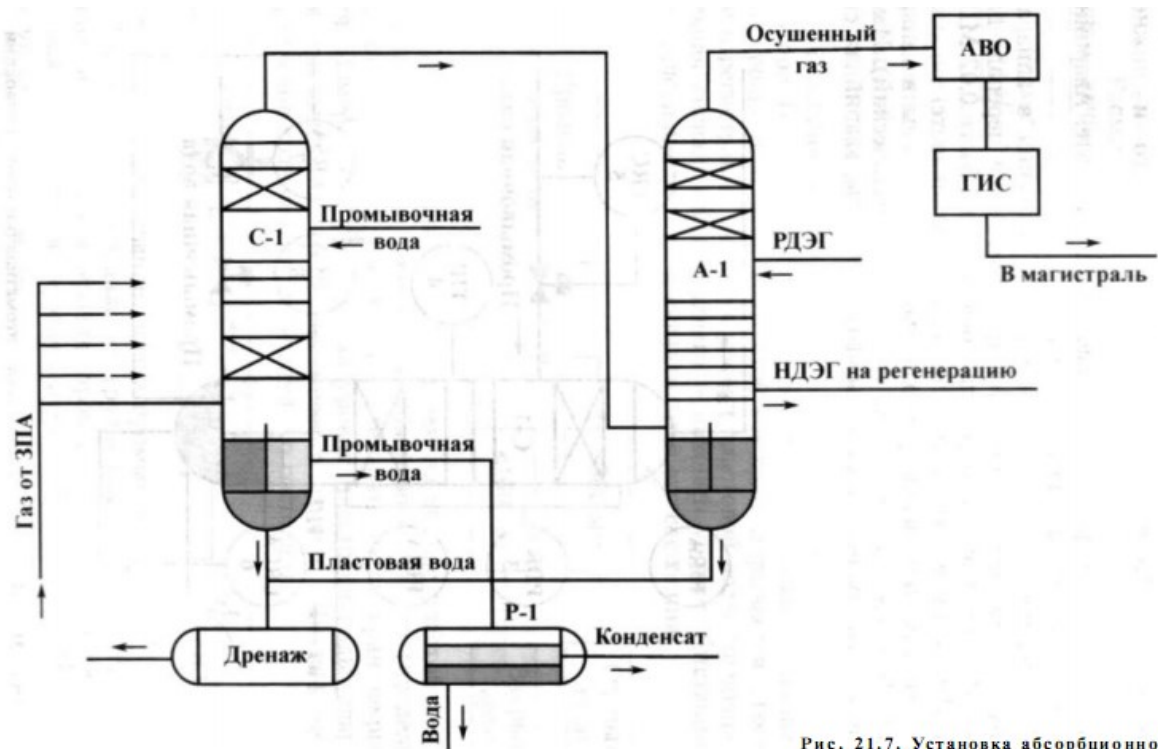 Осушенный
газ
АВО
ГИС
В магистраль
Промывочная
вода
С-1
РДЭГ
А-1
НДЭГ на регенерацию
Газ от ЗПА
Промывочная
вода
Пластовая вода
Р-1
Дренаж
Конденсат
Вода
Рис. 21.7. Установка абсорбционно